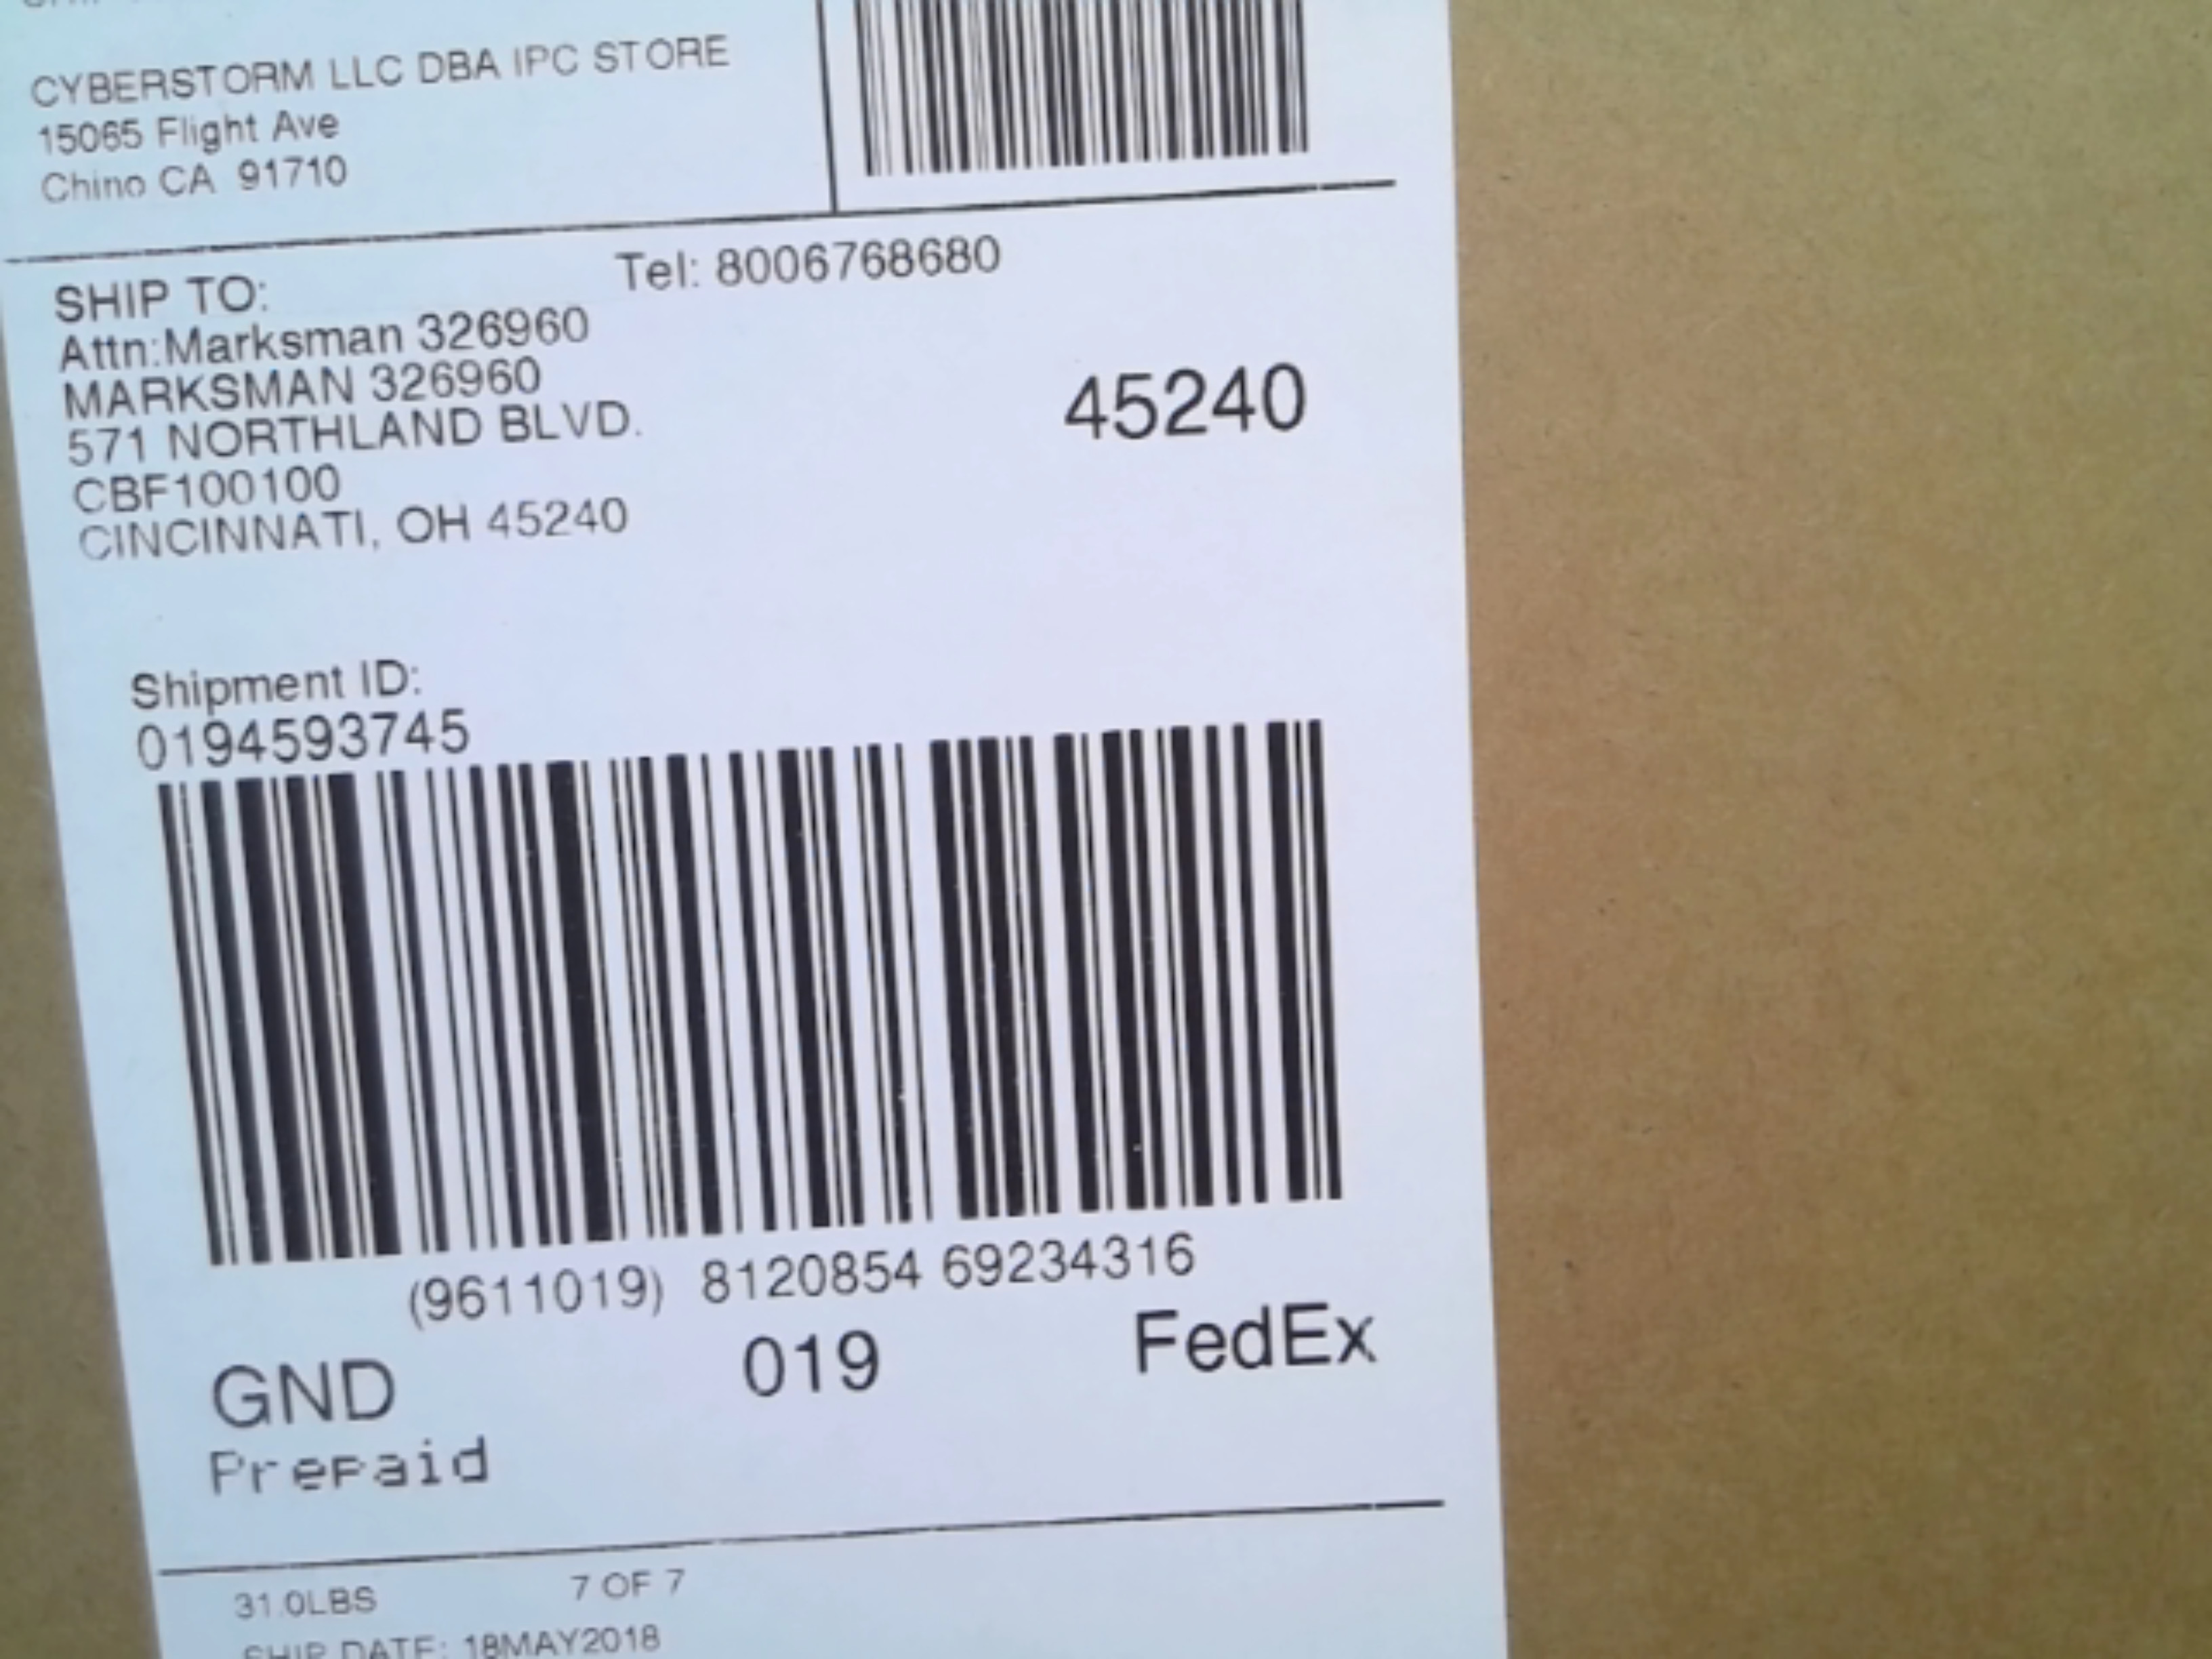 CYBERSTORM LLC DBA IPC STORE
15065 Flight Ave
Chino CA 91710
Tel: 8006768680
SHIP TO:
Attn:Marksman 326960
MARKSMAN 326960
571 NORTHLAND BLVD.
CBF100100
CINCINNATI, OH 45240
45240
Shipment ID:
0194593745
(9611019) 8120854 69234316
GND 019 FedEx
Prepaid
31.0LBS 7 OF 7
SHIP DATE: 18MAY2018